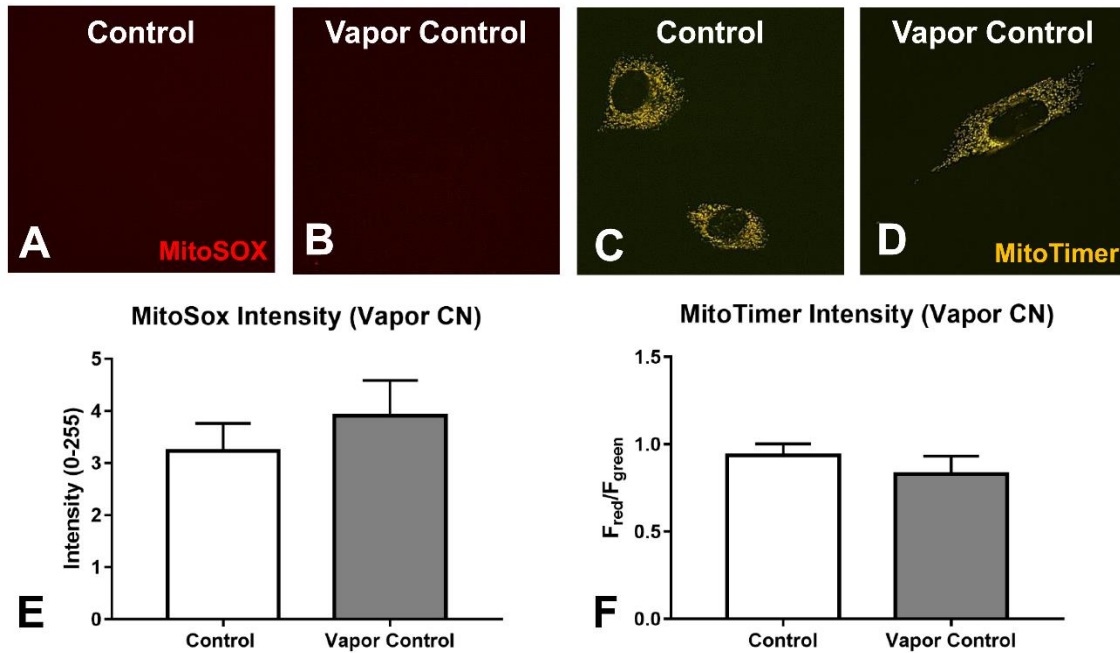 Control
Vapor Control
Control
Vapor Control
A
MitoSOX
B
C
D
MitoTimer
MitoSox Intensity (Vapor CN)
Intensity (0-255)
5
4
3
2
1
0
Control
Vapor Control
E
MitoTimer Intensity (Vapor CN)
Fred/Fgreen
1.5
1.0
0.5
0.0
Control
Vapor Control
F